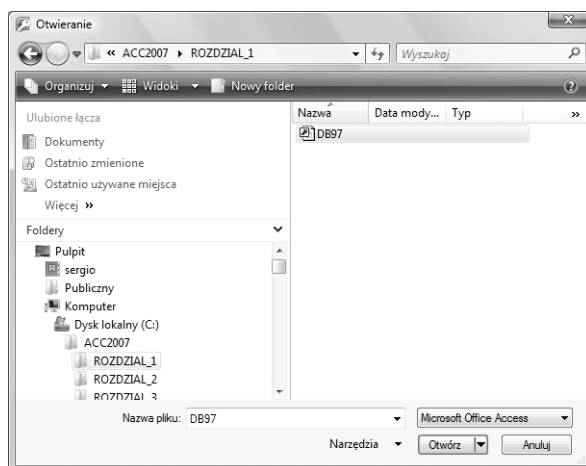 Otwieranie
« ACC2007 ▸ ROZDZIAL_1 Wyszukaj
Organizuj Widoki Nowy folder
Ulubione łącza
Dokumenty
Ostatnio zmienione
Ostatnio używane miejsca
Więcej »
Foldery
Pulpit
sergio
Publiczny
Komputer
Dysk lokalny (C:)
ACC2007
ROZDZIAL_1
ROZDZIAL_2
ROZDZIAL_3
Nazwa Data mody... Typ »
DB97
Nazwa pliku: DB97 Microsoft Office Access
Narzędzia Otwórz Anuluj